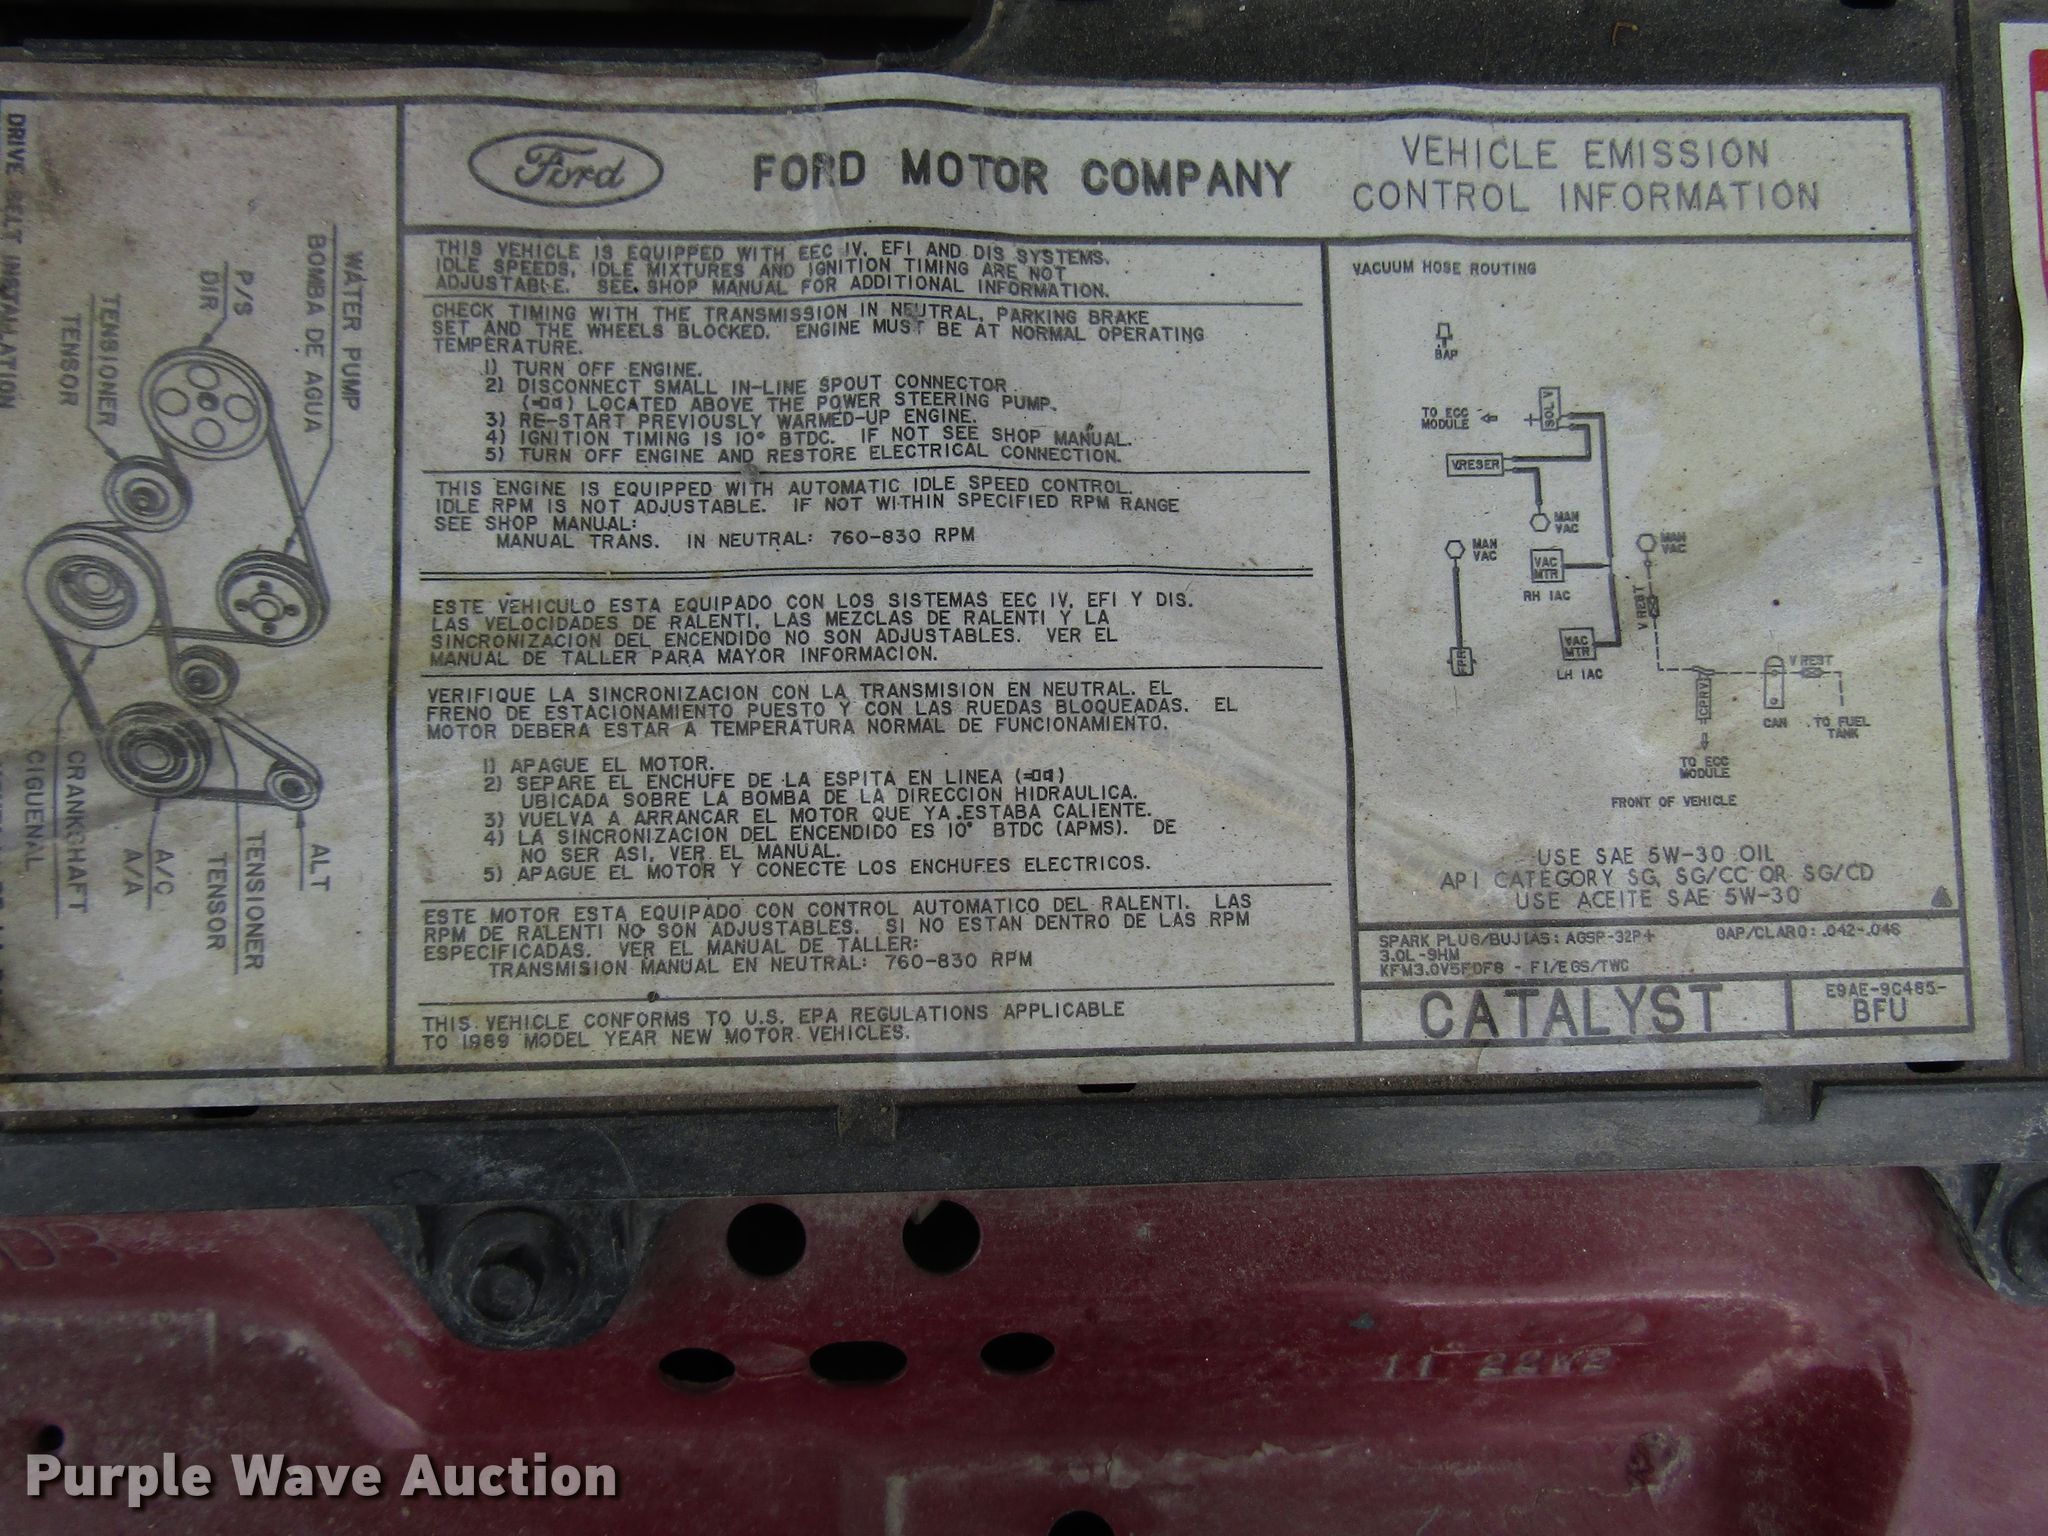 Ford
FORD MOTOR COMPANY
VEHICLE EMISSION
CONTROL INFORMATION
THIS VEHICLE IS EQUIPPED WITH EEC IV, EFI AND DIS SYSTEMS.
IDLE SPEEDS, IDLE MIXTURES AND IGNITION TIMING ARE NOT
ADJUSTABLE. SEE SHOP MANUAL FOR ADDITIONAL INFORMATION.
CHECK TIMING WITH THE TRANSMISSION IN NEUTRAL, PARKING BRAKE
SET AND THE WHEELS BLOCKED. ENGINE MUST BE AT NORMAL OPERATING
TEMPERATURE.
1) TURN OFF ENGINE.
2) DISCONNECT SMALL IN-LINE SPOUT CONNECTOR
( ) LOCATED ABOVE THE POWER STEERING PUMP.
3) RE-START PREVIOUSLY WARMED-UP ENGINE.
4) IGNITION TIMING IS 10° BTDC. IF NOT SEE SHOP MANUAL.
5) TURN OFF ENGINE AND RESTORE ELECTRICAL CONNECTION.
THIS ENGINE IS EQUIPPED WITH AUTOMATIC IDLE SPEED CONTROL.
IDLE RPM IS NOT ADJUSTABLE. IF NOT WITHIN SPECIFIED RPM RANGE
SEE SHOP MANUAL:
MANUAL TRANS. IN NEUTRAL: 760-830 RPM
ESTE VEHICULO ESTA EQUIPADO CON LOS SISTEMAS EEC IV, EFI Y DIS.
LAS VELOCIDADES DE RALENTI, LAS MEZCLAS DE RALENTI Y LA
SINCRONIZACION DEL ENCENDIDO NO SON ADJUSTABLES. VER EL
MANUAL DE TALLER PARA MAYOR INFORMACION.
VERIFIQUE LA SINCRONIZACION CON LA TRANSMISION EN NEUTRAL. EL
FRENO DE ESTACIONAMIENTO PUESTO Y CON LAS RUEDAS BLOQUEADAS. EL
MOTOR DEBERA ESTAR A TEMPERATURA NORMAL DE FUNCIONAMIENTO.
1) APAGUE EL MOTOR.
2) SEPARE EL ENCHUFE DE LA ESPITA EN LINEA ( )
UBICADA SOBRE LA BOMBA DE LA DIRECCION HIDRAULICA.
3) VUELVA A ARRANCAR EL MOTOR QUE YA ESTABA CALIENTE.
4) LA SINCRONIZACION DEL ENCENDIDO ES 10° BTDC (APMS). DE
NO SER ASI, VER EL MANUAL.
5) APAGUE EL MOTOR Y CONECTE LOS ENCHUFES ELECTRICOS.
ESTE MOTOR ESTA EQUIPADO CON CONTROL AUTOMATICO DEL RALENTI. LAS
RPM DE RALENTI NO SON ADJUSTABLES. SI NO ESTAN DENTRO DE LAS RPM
ESPECIFICADAS. VER EL MANUAL DE TALLER:
TRANSMISION MANUAL EN NEUTRAL: 760-830 RPM
THIS VEHICLE CONFORMS TO U.S. EPA REGULATIONS APPLICABLE
TO 1989 MODEL YEAR NEW MOTOR VEHICLES.
VACUUM HOSE ROUTING
BAP
TO ECC
MODULE
SOL V
V.RESER
MAN
VAC
MAN
VAC
MAN
VAC
VAC
MTR
RH IAC
V REST
VAC
MTR
LH IAC
FPR
V REST
CPRV
CAN
TO FUEL
TANK
TO ECC
MODULE
FRONT OF VEHICLE
USE SAE 5W-30 OIL
API CATEGORY SG, SG/CC OR SG/CD
USE ACEITE SAE 5W-30
SPARK PLUG/BUJIAS: AGSP-32P+ GAP/CLARO: .042-.046
3.0L-9HM
KFM3.0V5FDF8 - FI/EGS/TWC
CATALYST
E9AE-9C485-
BFU
DRIVE BELT INSTALLATION
WATER PUMP
BOMBA DE AGUA
P/S
DIR
TENSIONER
TENSOR
ALT
TENSIONER
TENSOR
A/C
A/A
CRANKSHAFT
CIGUENAL
11 22W2
Purple Wave Auction